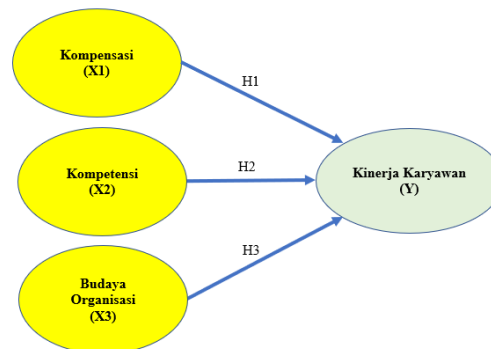 Kompensasi
(X1)
H1
Kompetensi
(X2)
H2
Kinerja Karyawan
(Y)
H3
Budaya
Organisasi
(X3)